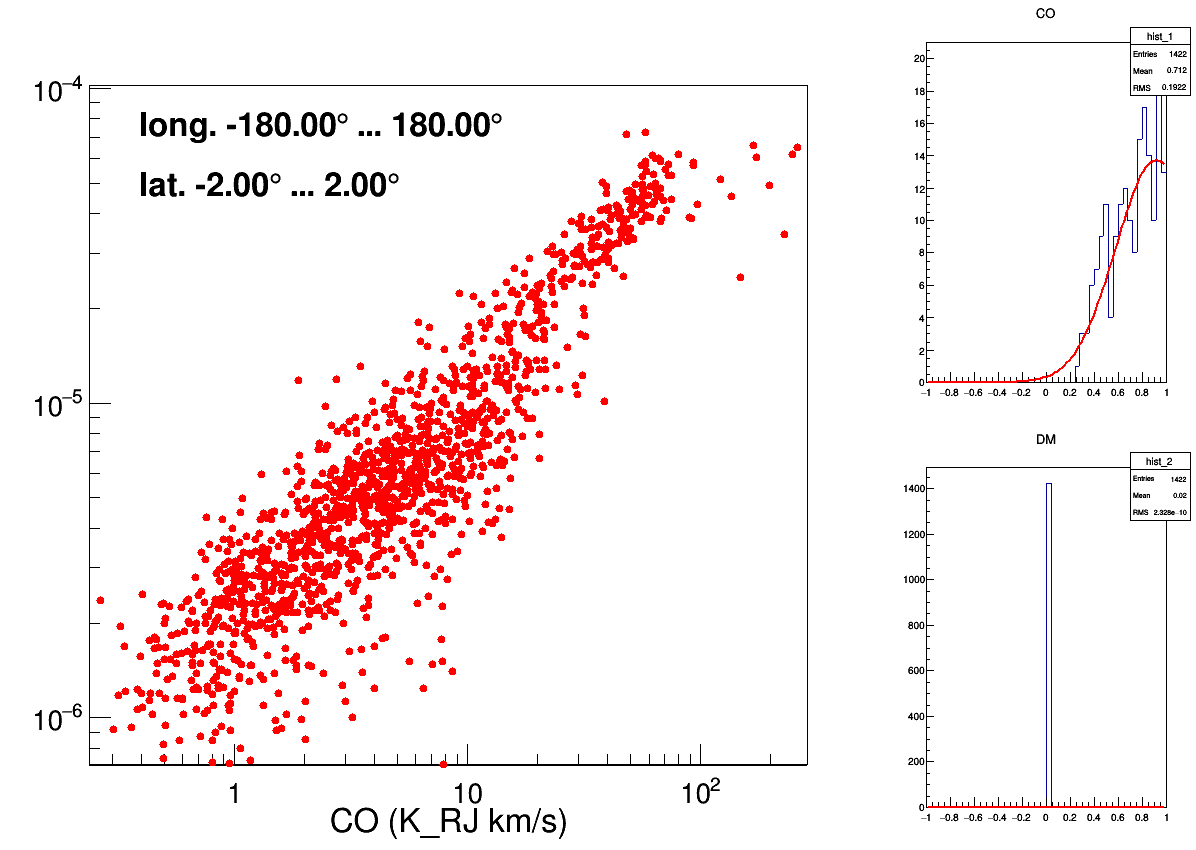 long. -180.00° ... 180.00°
lat. -2.00° ... 2.00°
10⁻⁴
10⁻⁵
10⁻⁶
1 10 10²
CO (K_RJ km/s)
CO
hist_1
Entries 1422
Mean 0.712
RMS 0.1922
20
18
16
14
12
10
8
6
4
2
0
−1 −0.8 −0.6 −0.4 −0.2 0 0.2 0.4 0.6 0.8 1
DM
hist_2
Entries 1422
Mean 0.02
RMS 2.328e−10
1400
1200
1000
800
600
400
200
0
−1 −0.8 −0.6 −0.4 −0.2 0 0.2 0.4 0.6 0.8 1